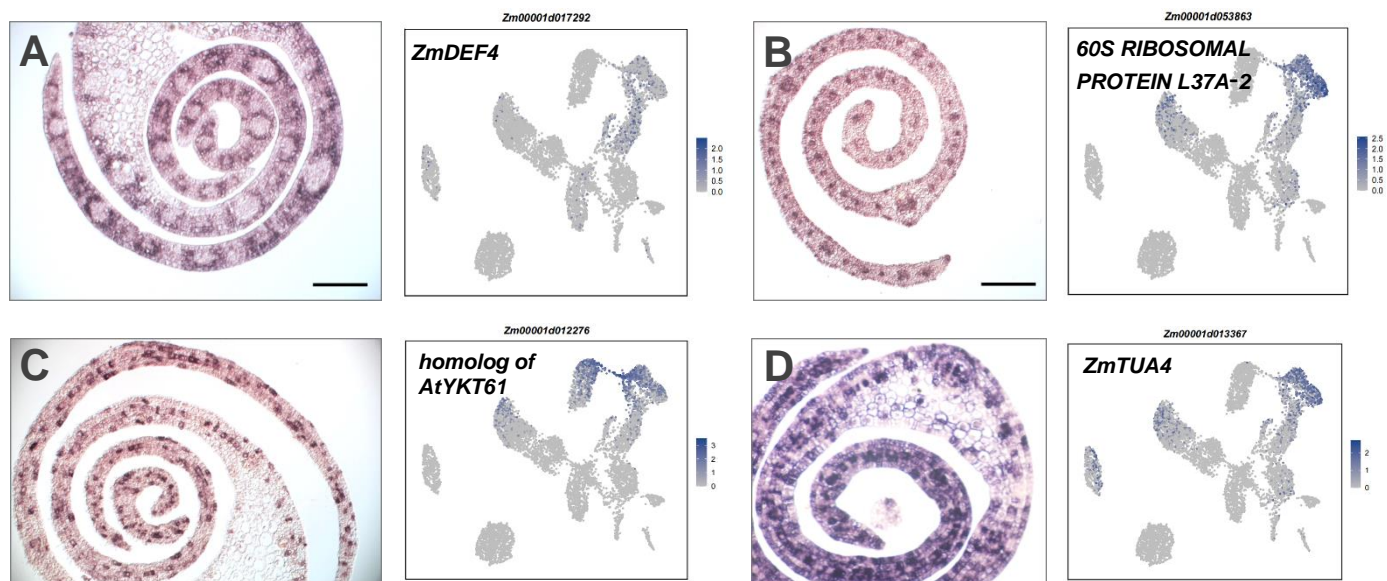 A
Zm00001d017292
ZmDEF4
2.0
1.5
1.0
0.5
0.0
B
Zm00001d053863
60S RIBOSOMAL
PROTEIN L37A-2
2.5
2.0
1.5
1.0
0.5
0.0
C
Zm00001d012276
homolog of
AtYKT61
3
2
1
0
D
Zm00001d013367
ZmTUA4
2
1
0